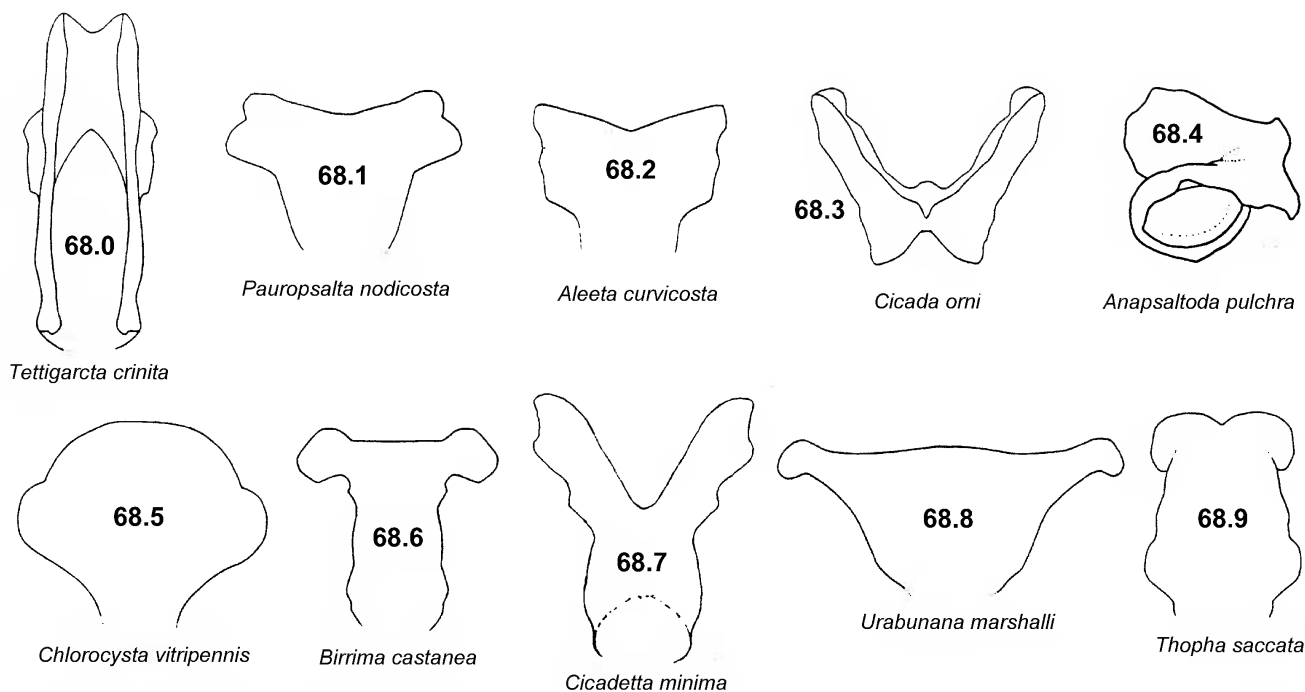 68.0
Tettigarcta crinita
68.1
Pauropsalta nodicosta
68.2
Aleeta curvicosta
68.3
Cicada orni
68.4
Anapsaltoda pulchra
68.5
Chlorocysta vitripennis
68.6
Birrima castanea
68.7
Cicadetta minima
68.8
Urabunana marshalli
68.9
Thopha saccata